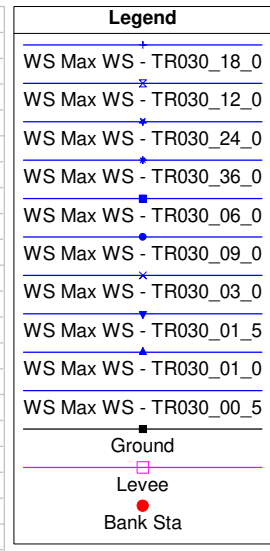 Legend
WS Max WS - TR030_18_0
WS Max WS - TR030_12_0
WS Max WS - TR030_24_0
WS Max WS - TR030_36_0
WS Max WS - TR030_06_0
WS Max WS - TR030_09_0
WS Max WS - TR030_03_0
WS Max WS - TR030_01_5
WS Max WS - TR030_01_0
WS Max WS - TR030_00_5
Ground
Levee
Bank Sta